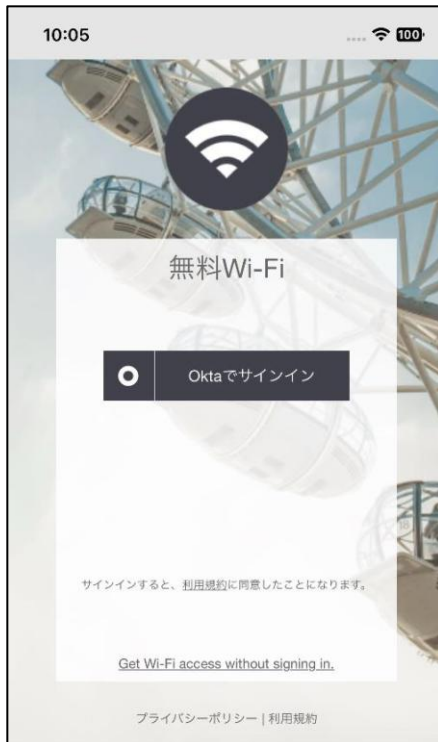 10:05
100
無料Wi-Fi
Oktaでサインイン
サインインすると、利用規約に同意したことになります。
Get Wi-Fi access without signing in.
プライバシーポリシー | 利用規約